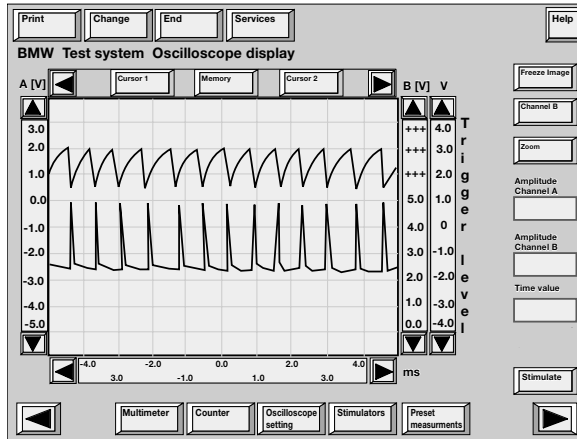 Print Change End Services Help
BMW Test system Oscilloscope display
A [V] Cursor 1 Memory Cursor 2 B [V] V
Freeze Image
Channel B
Zoom
Amplitude
Channel A
Amplitude
Channel B
Time value
Stimulate
3.0
2.0
1.0
0.0
-1.0
-2.0
-3.0
-4.0
-5.0
+++
+++
+++
5.0
4.0
3.0
2.0
1.0
0.0
4.0
3.0
2.0
1.0
0
-1.0
-2.0
-3.0
-4.0
Trigger level
-4.0 -2.0 0.0 2.0 4.0
3.0 -1.0 1.0 3.0
ms
Multimeter Counter Oscilloscope setting Stimulators Preset measurments